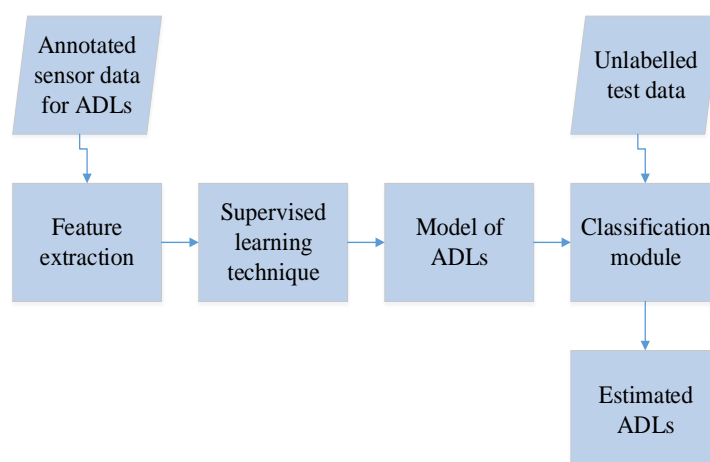 Annotated
sensor data
for ADLs
Unlabelled
test data
Feature
extraction
Supervised
learning
technique
Model of
ADLs
Classification
module
Estimated
ADLs